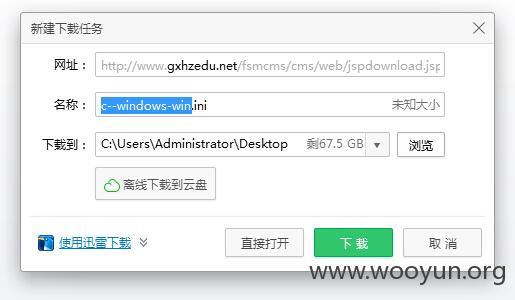 新建下载任务
网址: http://www.gxhzedu.net/fsmcms/cms/web/jspdownload.jsp
名称: c--windows-win.ini 未知大小
下载到: C:\Users\Administrator\Desktop 剩67.5 GB 浏览
离线下载到云盘
使用迅雷下载 直接打开 下载 取消
www.wooyun.org